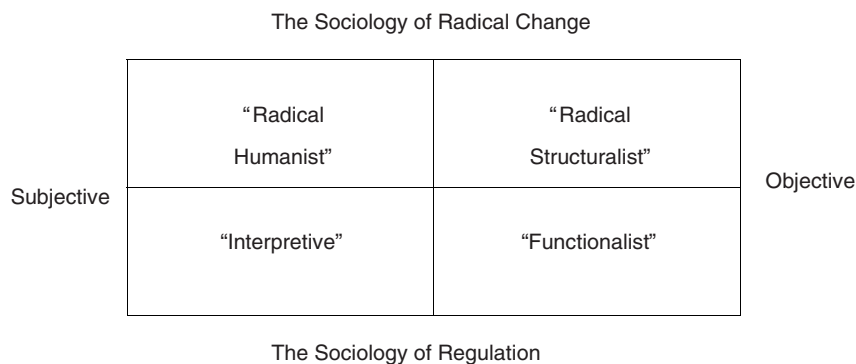 The Sociology of Radical Change
“Radical
Humanist”
“Radical
Structuralist”
Subjective
Objective
“Interpretive”
“Functionalist”
The Sociology of Regulation